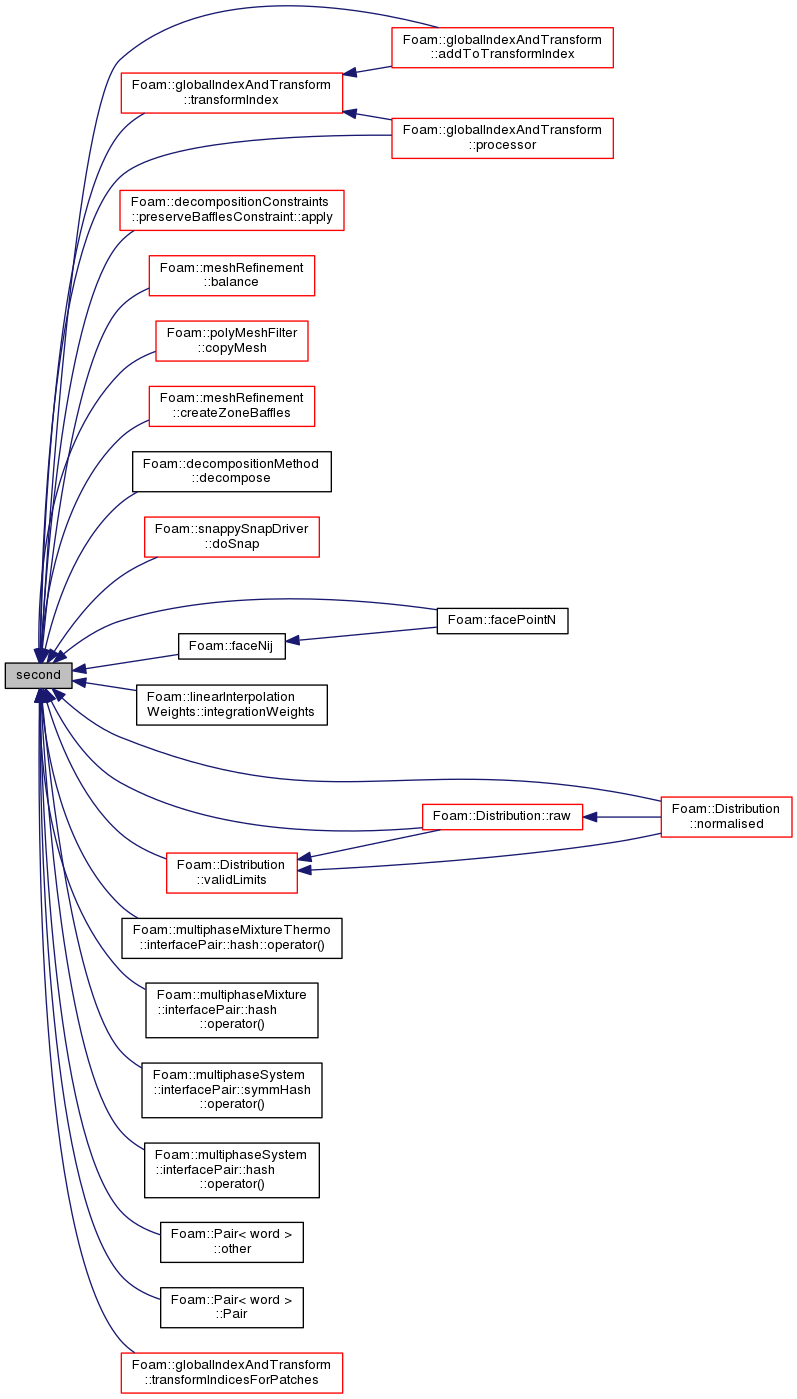 Foam::globalIndexAndTransform
::addToTransformIndex
Foam::globalIndexAndTransform
::transformIndex
Foam::globalIndexAndTransform
::processor
Foam::decompositionConstraints
::preserveBafflesConstraint::apply
Foam::meshRefinement
::balance
Foam::polyMeshFilter
::copyMesh
Foam::meshRefinement
::createZoneBaffles
Foam::decompositionMethod
::decompose
Foam::snappySnapDriver
::doSnap
Foam::facePointN
Foam::faceNij
second
Foam::linearInterpolation
Weights::integrationWeights
Foam::Distribution::raw
Foam::Distribution
::normalised
Foam::Distribution
::validLimits
Foam::multiphaseMixtureThermo
::interfacePair::hash::operator()
Foam::multiphaseMixture
::interfacePair::hash
::operator()
Foam::multiphaseSystem
::interfacePair::symmHash
::operator()
Foam::multiphaseSystem
::interfacePair::hash
::operator()
Foam::Pair< word >
::other
Foam::Pair< word >
::Pair
Foam::globalIndexAndTransform
::transformIndicesForPatches